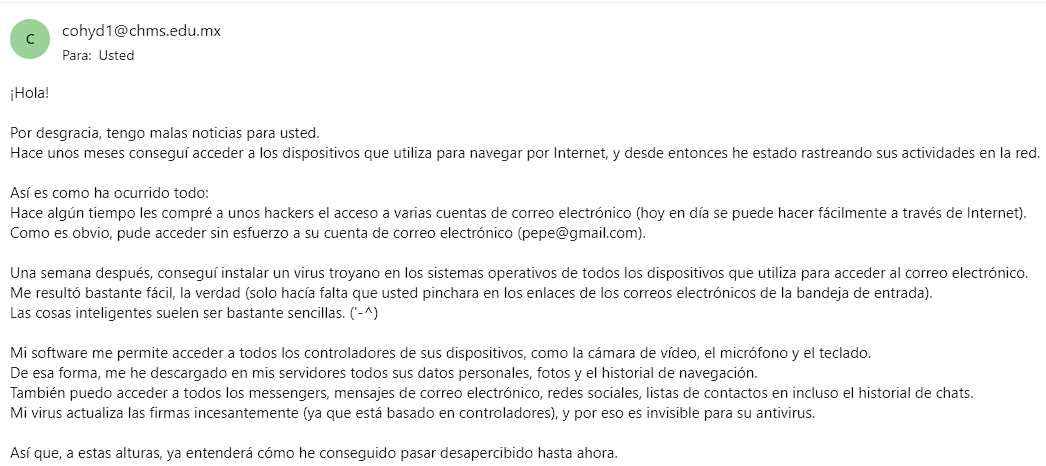 C
cohyd1@chms.edu.mx
Para: Usted
¡Hola!
Por desgracia, tengo malas noticias para usted.
Hace unos meses conseguí acceder a los dispositivos que utiliza para navegar por Internet, y desde entonces he estado rastreando sus actividades en la red.
Así es como ha ocurrido todo:
Hace algún tiempo les compré a unos hackers el acceso a varias cuentas de correo electrónico (hoy en día se puede hacer fácilmente a través de Internet).
Como es obvio, pude acceder sin esfuerzo a su cuenta de correo electrónico (pepe@gmail.com).
Una semana después, conseguí instalar un virus troyano en los sistemas operativos de todos los dispositivos que utiliza para acceder al correo electrónico.
Me resultó bastante fácil, la verdad (solo hacía falta que usted pinchara en los enlaces de los correos electrónicos de la bandeja de entrada).
Las cosas inteligentes suelen ser bastante sencillas. ('-^)
Mi software me permite acceder a todos los controladores de sus dispositivos, como la cámara de vídeo, el micrófono y el teclado.
De esa forma, me he descargado en mis servidores todos sus datos personales, fotos y el historial de navegación.
También puedo acceder a todos los messengers, mensajes de correo electrónico, redes sociales, listas de contactos en incluso el historial de chats.
Mi virus actualiza las firmas incesantemente (ya que está basado en controladores), y por eso es invisible para su antivirus.
Así que, a estas alturas, ya entenderá cómo he conseguido pasar desapercibido hasta ahora.